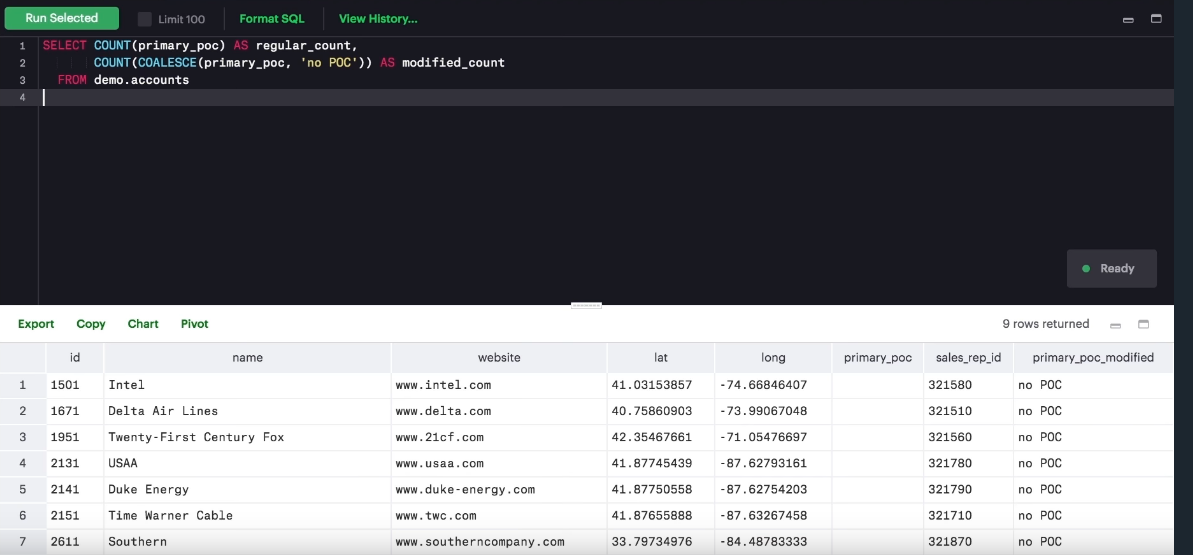 Run Selected Limit 100 Format SQL View History...
1 SELECT COUNT(primary_poc) AS regular_count,
2 COUNT(COALESCE(primary_poc, 'no POC')) AS modified_count
3 FROM demo.accounts
4
Ready
Export Copy Chart Pivot 9 rows returned
id name website lat long primary_poc sales_rep_id primary_poc_modified
1 1501 Intel www.intel.com 41.03153857 -74.66846407 321580 no POC
2 1671 Delta Air Lines www.delta.com 40.75860903 -73.99067048 321510 no POC
3 1951 Twenty-First Century Fox www.21cf.com 42.35467661 -71.05476697 321560 no POC
4 2131 USAA www.usaa.com 41.87745439 -87.62793161 321780 no POC
5 2141 Duke Energy www.duke-energy.com 41.87750558 -87.62754203 321790 no POC
6 2151 Time Warner Cable www.twc.com 41.87655888 -87.63267458 321710 no POC
7 2611 Southern www.southerncompany.com 33.79734976 -84.48783333 321870 no POC